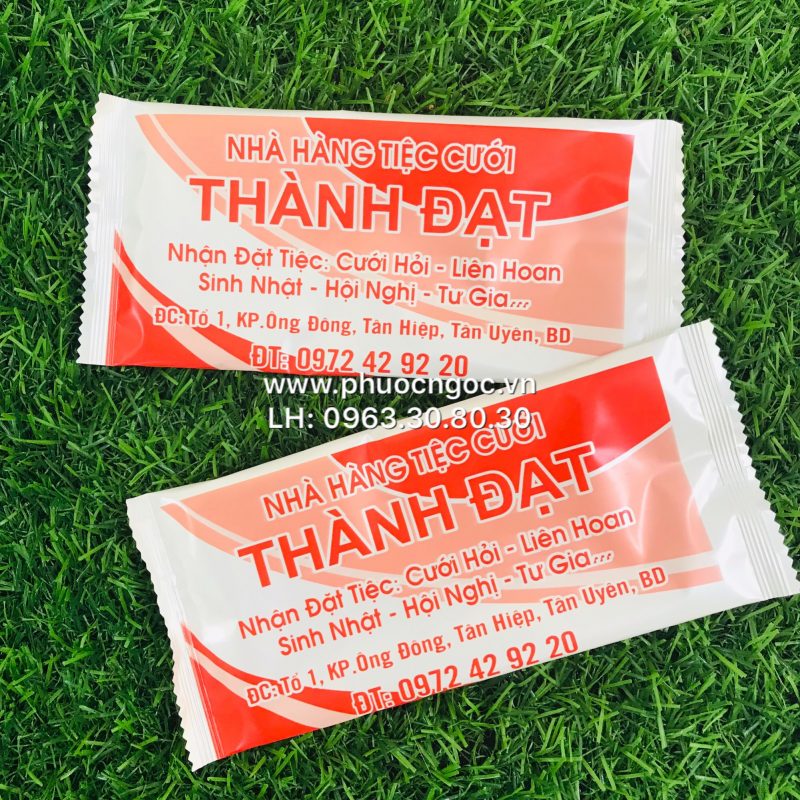 NHÀ HÀNG TIỆC CƯỚI
THÀNH ĐẠT
Nhận Đặt Tiệc: Cưới Hỏi - Liên Hoan
Sinh Nhật - Hội Nghị - Tư Gia...
ĐC: Tổ 1, KP.Ông Đông, Tân Hiệp, Tân Uyên, BD
ĐT: 0972 42 92 20
www.phuocngoc.vn
LH: 0963.30.80.30
NHÀ HÀNG TIỆC CƯỚI
THÀNH ĐẠT
Nhận Đặt Tiệc: Cưới Hỏi - Liên Hoan
Sinh Nhật - Hội Nghị - Tư Gia...
ĐC: Tổ 1, KP.Ông Đông, Tân Hiệp, Tân Uyên, BD
ĐT: 0972 42 92 20